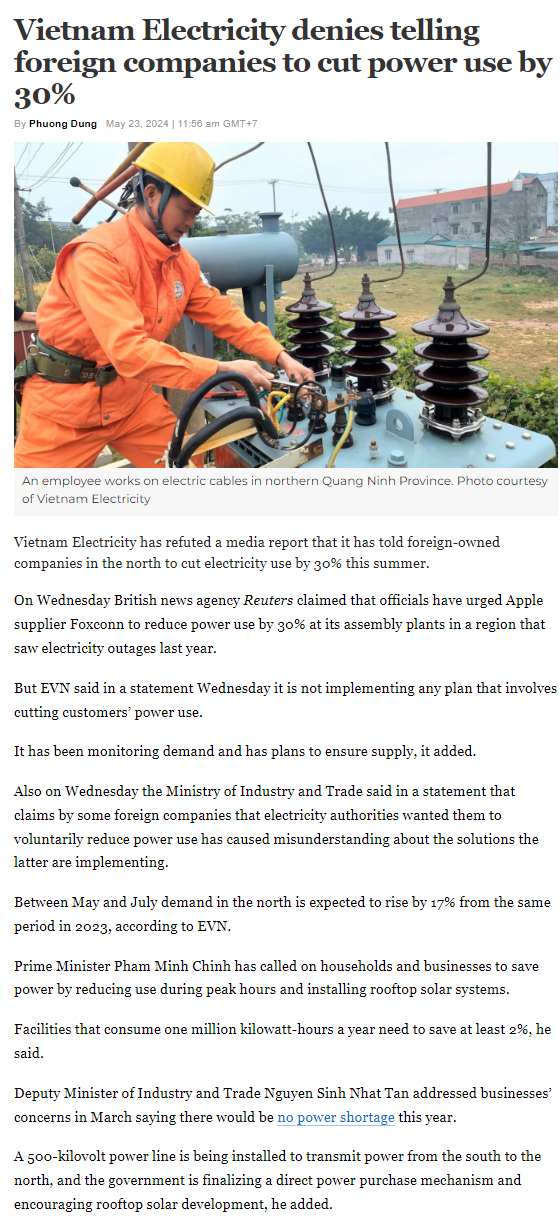 Vietnam Electricity denies telling
foreign companies to cut power use by
30%
By Phuong Dung May 23, 2024 | 11:56 am GMT+7
An employee works on electric cables in northern Quang Ninh Province. Photo courtesy
of Vietnam Electricity
Vietnam Electricity has refuted a media report that it has told foreign-owned
companies in the north to cut electricity use by 30% this summer.
On Wednesday British news agency Reuters claimed that officials have urged Apple
supplier Foxconn to reduce power use by 30% at its assembly plants in a region that
saw electricity outages last year.
But EVN said in a statement Wednesday it is not implementing any plan that involves
cutting customers’ power use.
It has been monitoring demand and has plans to ensure supply, it added.
Also on Wednesday the Ministry of Industry and Trade said in a statement that
claims by some foreign companies that electricity authorities wanted them to
voluntarily reduce power use has caused misunderstanding about the solutions the
latter are implementing.
Between May and July demand in the north is expected to rise by 17% from the same
period in 2023, according to EVN.
Prime Minister Pham Minh Chinh has called on households and businesses to save
power by reducing use during peak hours and installing rooftop solar systems.
Facilities that consume one million kilowatt-hours a year need to save at least 2%, he
said.
Deputy Minister of Industry and Trade Nguyen Sinh Nhat Tan addressed businesses’
concerns in March saying there would be no power shortage this year.
A 500-kilovolt power line is being installed to transmit power from the south to the
north, and the government is finalizing a direct power purchase mechanism and
encouraging rooftop solar development, he added.